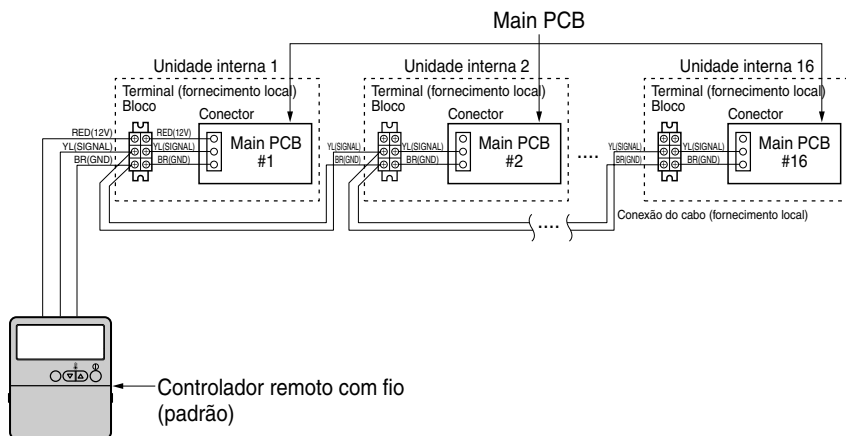 Main PCB
Unidade interna 1
Unidade interna 2
Unidade interna 16
Terminal (fornecimento local)
Bloco
Conector
RED(12V)
YL(SIGNAL)
BR(GND)
RED(12V)
YL(SIGNAL)
BR(GND)
Main PCB
#1
Terminal (fornecimento local)
Bloco
Conector
YL(SIGNAL)
BR(GND)
YL(SIGNAL)
BR(GND)
Main PCB
#2
....
Terminal (fornecimento local)
Bloco
Conector
YL(SIGNAL)
BR(GND)
YL(SIGNAL)
BR(GND)
Main PCB
#16
....
Conexão do cabo (fornecimento local)
Controlador remoto com fio
(padrão)